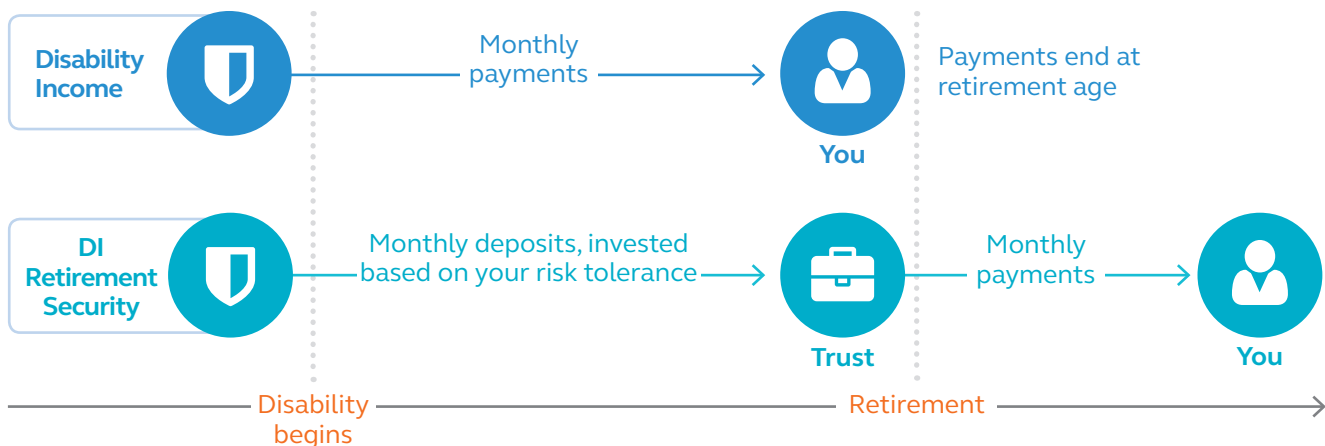 Disability
Income
Monthly
payments
You
Payments end at
retirement age
DI
Retirement
Security
Monthly deposits, invested
based on your risk tolerance
Trust
Monthly
payments
You
Disability
begins
Retirement